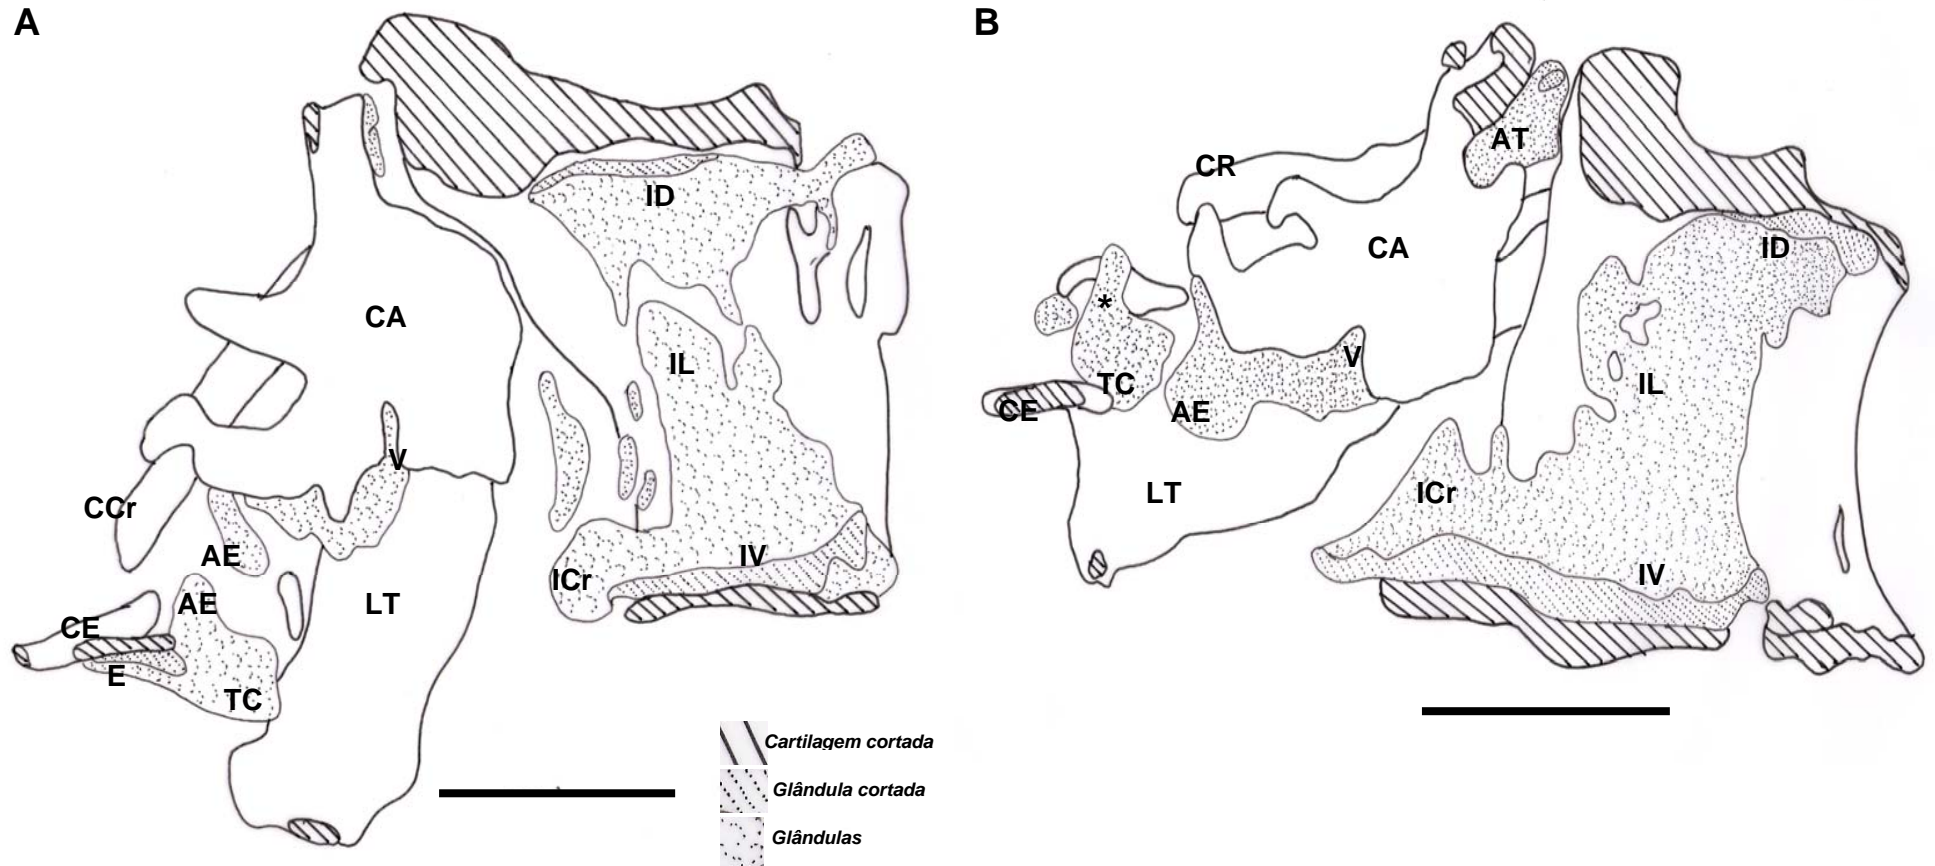 A
ID
CA
IL
V
CCr
AE
IV
ICr
AE
LT
CE
E
TC
Cartilagem cortada
Glândula cortada
Glândulas
B
AT
CR
CA
ID
*
V
TC
AE
IL
CE
LT
ICr
IV